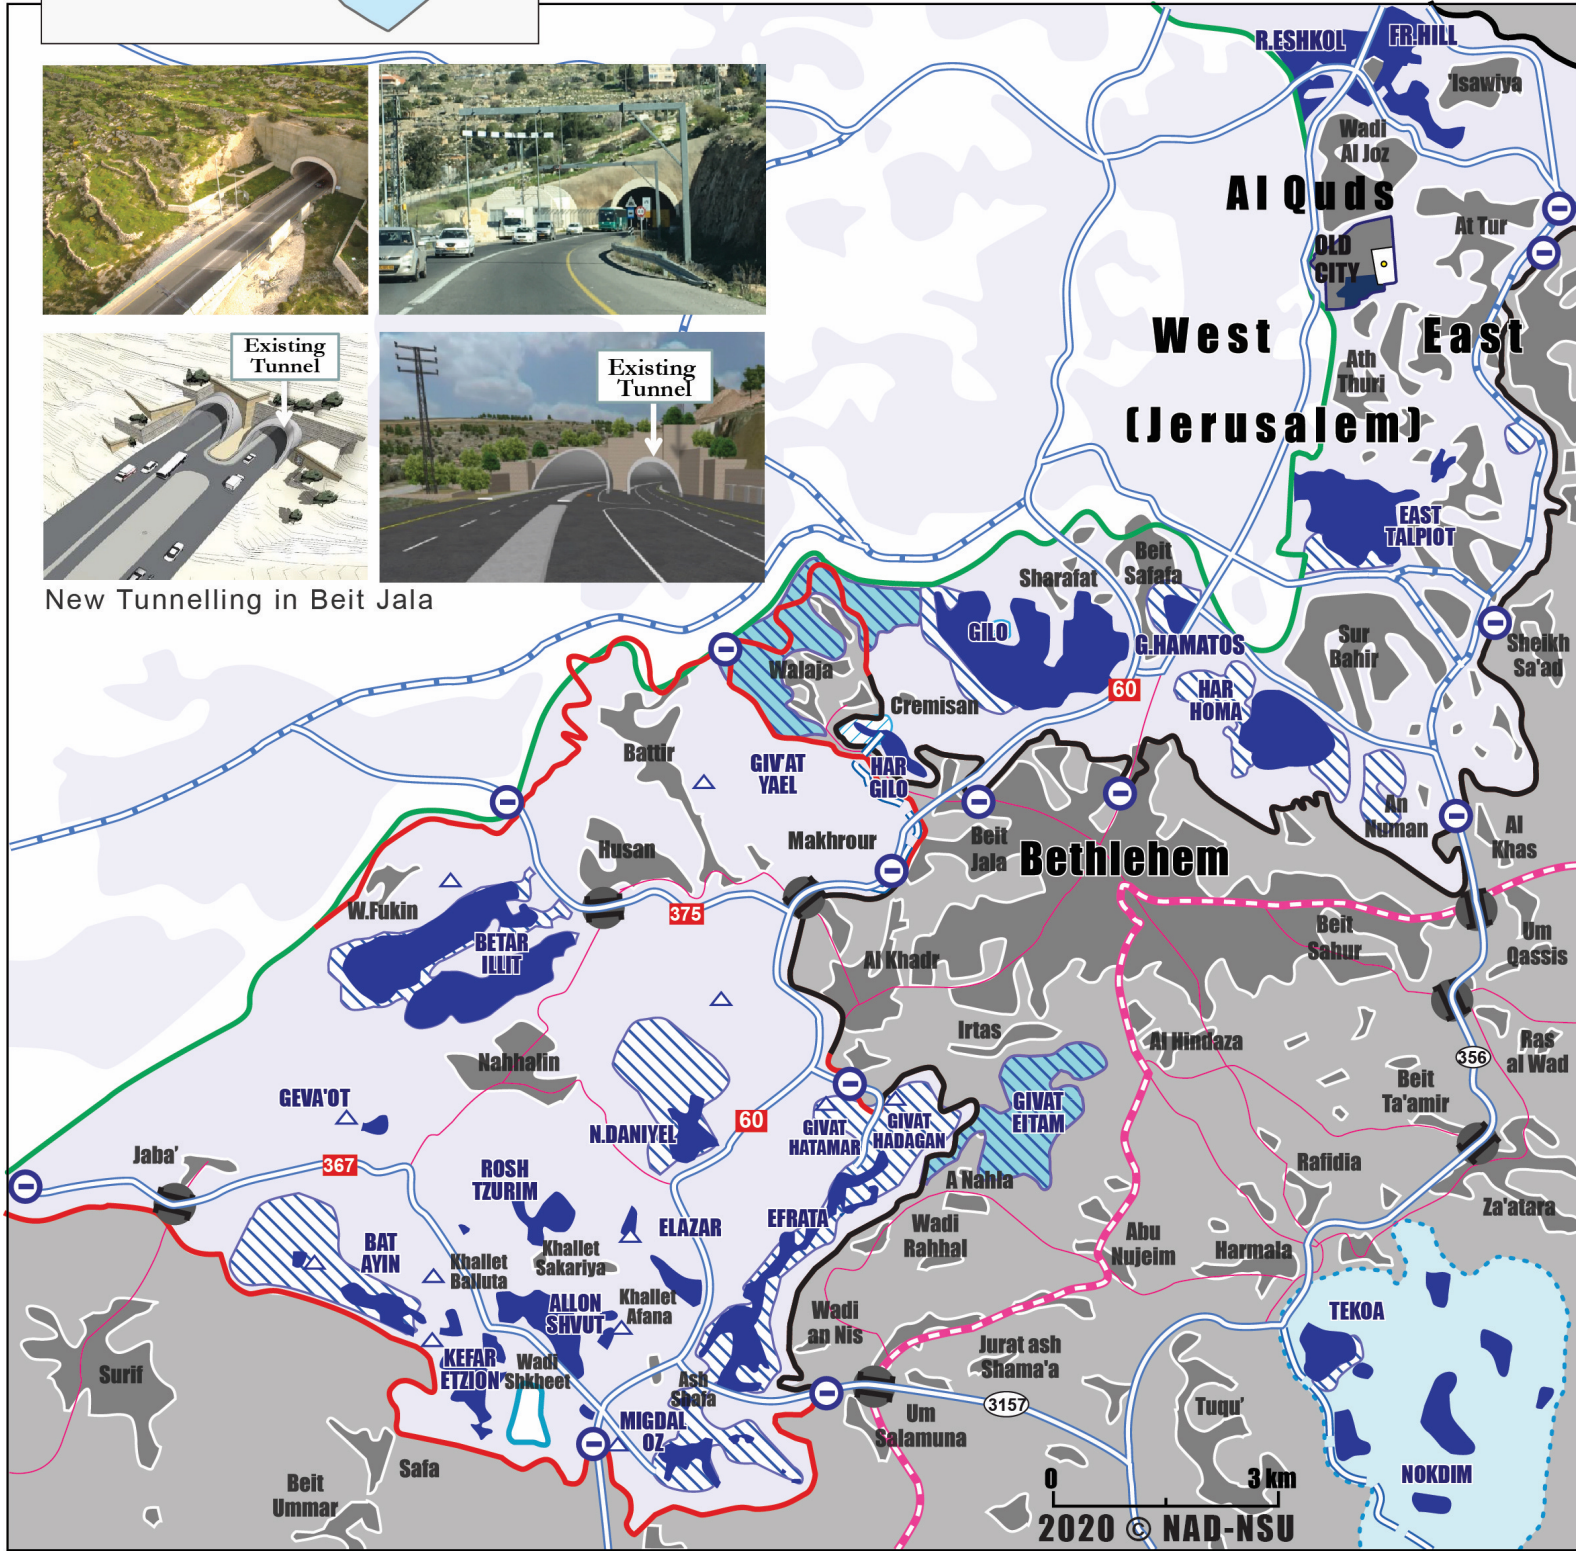 R.ESHKOL
FR.HILL
'Isawiya
Wadi
Al Joz
Al Quds
At Tur
OLD
CITY
West
East
Ath
Thuri
(Jerusalem)
Existing
Tunnel
Existing
Tunnel
New Tunnelling in Beit Jala
EAST
TALPIOT
Beit
Safafa
Sharafat
GILO
G.HAMATOS
Sur
Bahir
Sheikh
Sa'ad
Walaja
60
HAR
HOMA
Cremisan
Battir
GIV'AT
YAEL
HAR
GILO
An
Numan
Al
Khas
Husan
Makhrour
Beit
Jala
Bethlehem
W.Fukin
375
BETAR
ILLIT
Al Khadr
Beit
Sahur
Um
Qassis
Irtas
Al Hindaza
Ras
al Wad
356
Nahhalin
Beit
Ta'amir
GEVA'OT
N.DANIYEL
60
GIVAT
HATAMAR
GIVAT
HADAGAN
GIVAT
EITAM
Jaba'
367
ROSH
TZURIM
A Nahla
Rafidia
Za'atara
ELAZAR
EFRATA
Wadi
Rahhal
Abu
Nujeim
Harmala
BAT
AYIN
Khallet
Balluta
Khallet
Sakariya
ALLON
SHVUT
Khallet
Afana
Wadi
an Nis
TEKOA
Jurat ash
Shama'a
KEFAR
ETZION
Wadi
Shkheet
Ash
Shafa
Surif
MIGDAL
OZ
Um
Salamuna
3157
Tuqu'
Safa
Beit
Ummar
NOKDIM
0
3 km
2020 © NAD-NSU